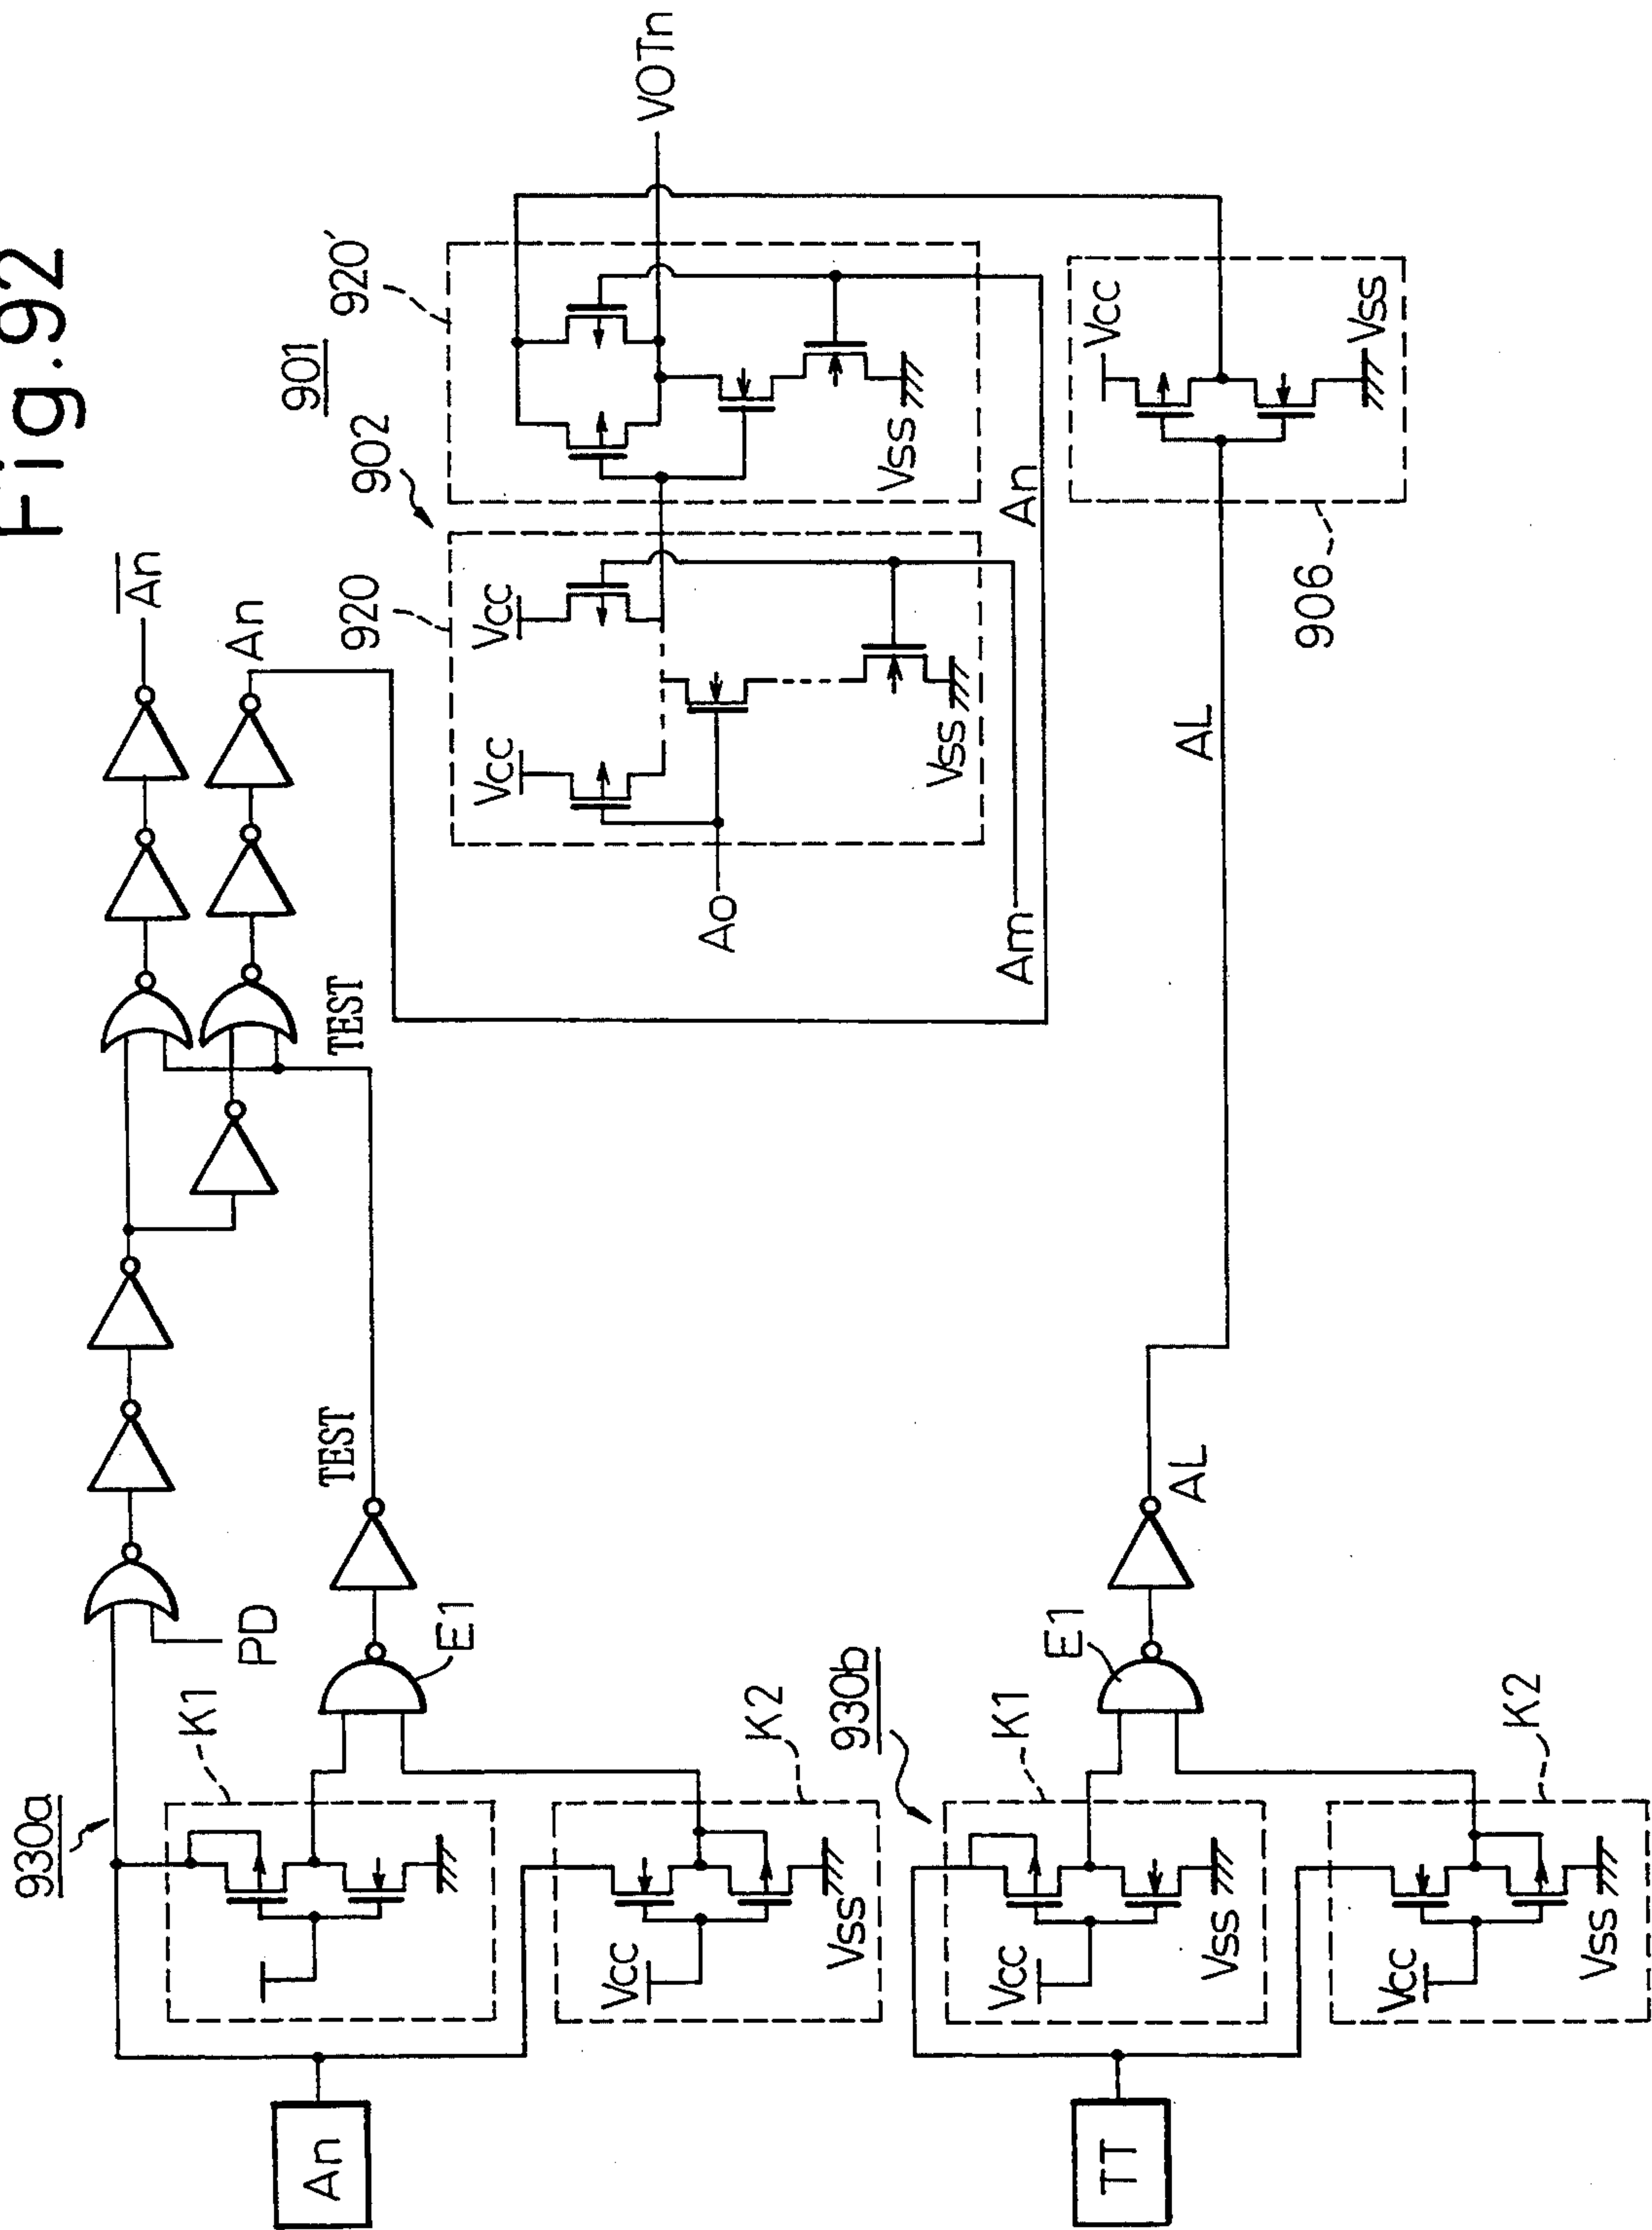 Fig.92
An
TT
930a
K1
Vcc
K2
Vss
PD
E1
TEST
TEST
An
An
930b
K1
Vcc
Vss
K2
Vcc
Vss
E1
AL
AL
901
902
920
920'
Vcc
Vcc
Vss
Ao
Am
An
Vss
VOTn
906
Vcc
Vss